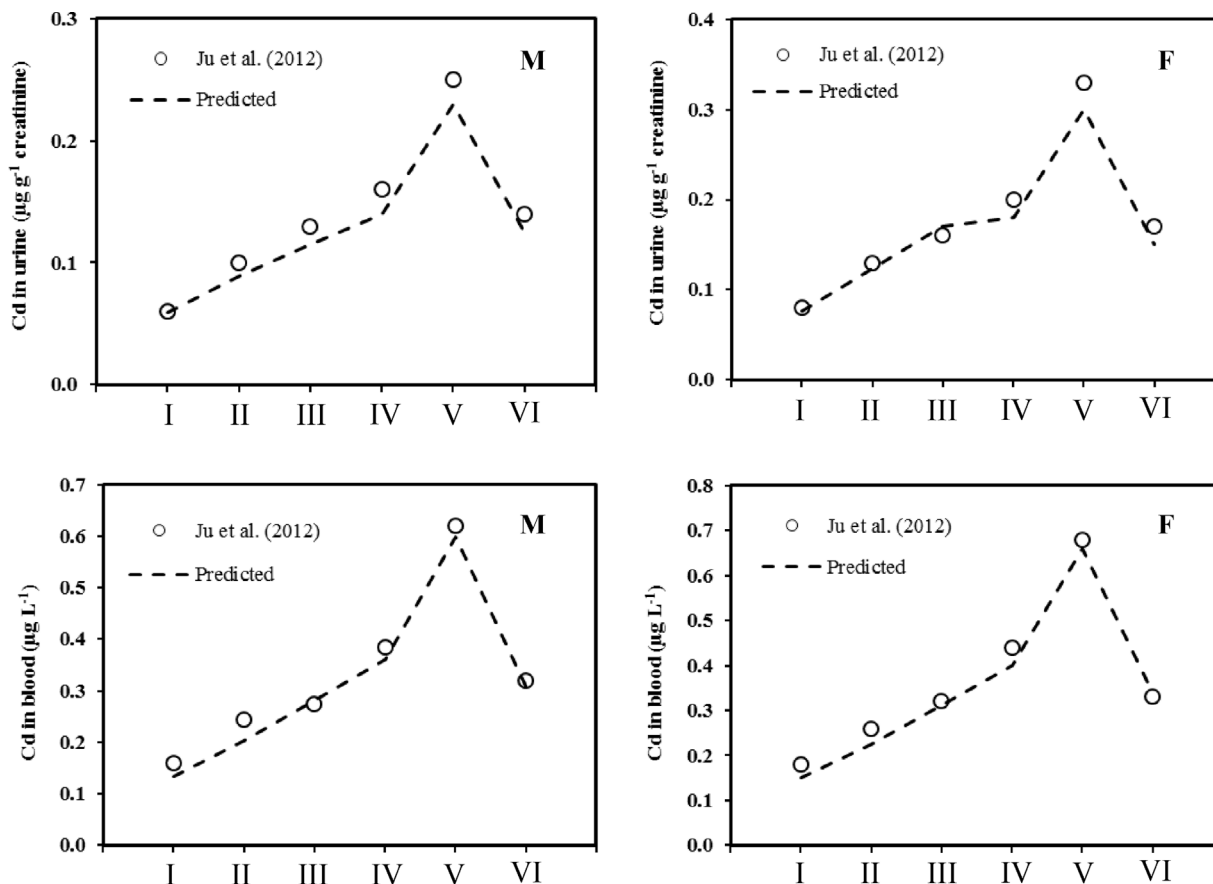 Cd in urine (µg g⁻¹ creatinine)
0.3
0.2
0.1
0.0
Ju et al. (2012)
Predicted
M
I II III IV V VI
Cd in urine (µg g⁻¹ creatinine)
0.4
0.3
0.2
0.1
0.0
Ju et al. (2012)
Predicted
F
I II III IV V VI
Cd in blood (µg L⁻¹)
0.7
0.6
0.5
0.4
0.3
0.2
0.1
0.0
Ju et al. (2012)
Predicted
M
I II III IV V VI
Cd in blood (µg L⁻¹)
0.8
0.7
0.6
0.5
0.4
0.3
0.2
0.1
0.0
Ju et al. (2012)
Predicted
F
I II III IV V VI